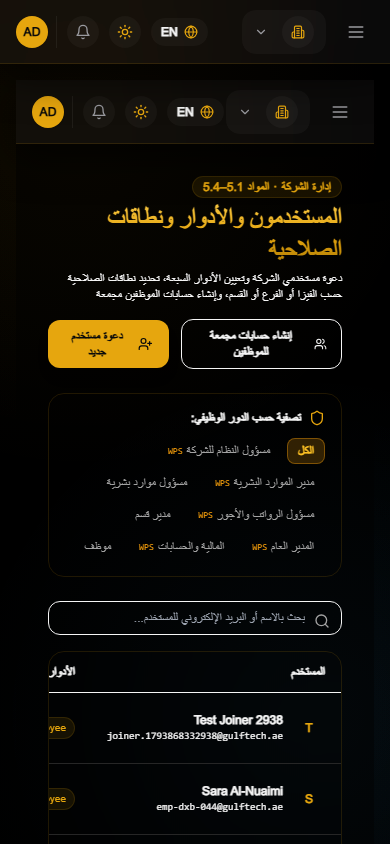 AD
EN
AD
EN
إدارة الشركة · المواد 5.1–5.4
المستخدمون والأدوار ونطاقات
الصلاحية
دعوة مستخدمي الشركة وتعيين الأدوار السبعة، تحديد نطاقات الصلاحية
حسب الفيزا أو الفرع أو القسم، وإنشاء حسابات الموظفين مجمعة
إنشاء حسابات مجمعة
للموظفين
دعوة مستخدم
جديد
تصفية حسب الدور الوظيفي:
الكل
مسؤول النظام للشركة WPS
مدير الموارد البشرية WPS
مسؤول موارد بشرية
مسؤول الرواتب والأجور WPS
مدير قسم
المدير العام WPS
المالية والحسابات WPS
موظف
بحث بالاسم أو البريد الإلكتروني للمستخدم...
المستخدم
الأدوار
T
Test Joiner 2938
joiner.1793868332938@gulftech.ae
yee
S
Sara Al-Nuaimi
emp-dxb-044@gulftech.ae
yee